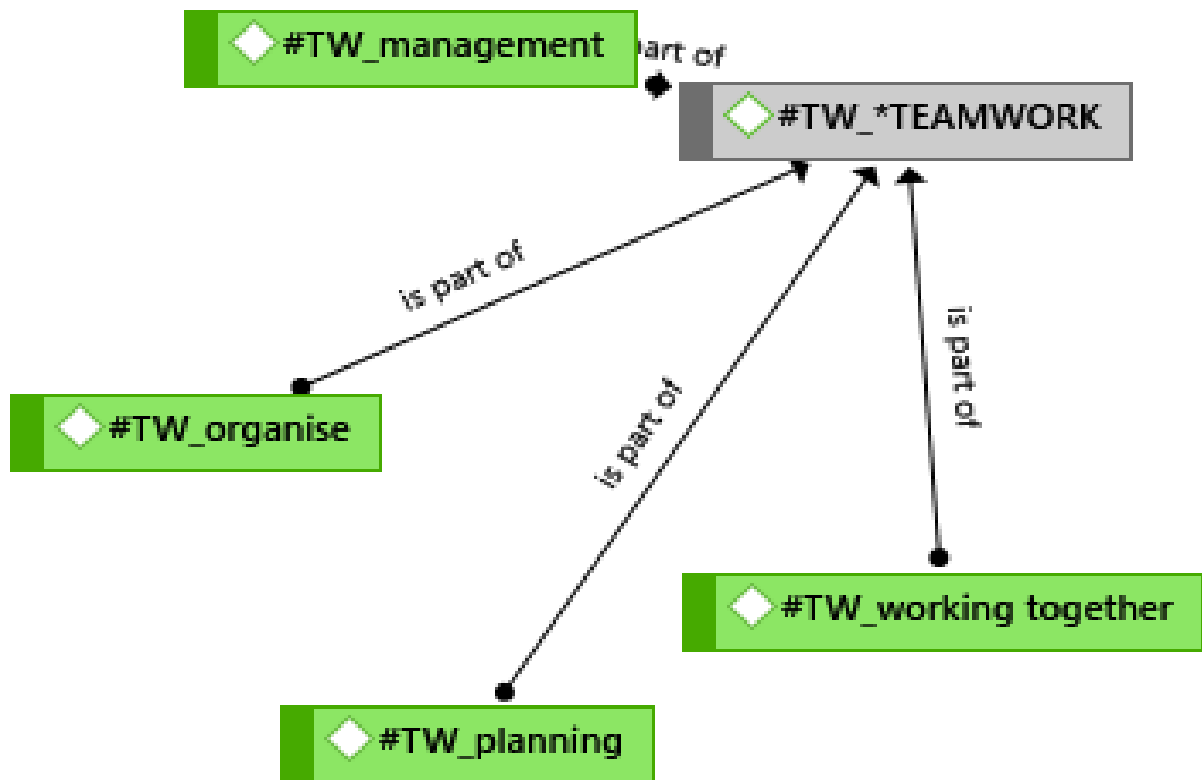 #TW_management
part of
#TW_*TEAMWORK
is part of
#TW_organise
is part of
is part of
#TW_working together
#TW_planning